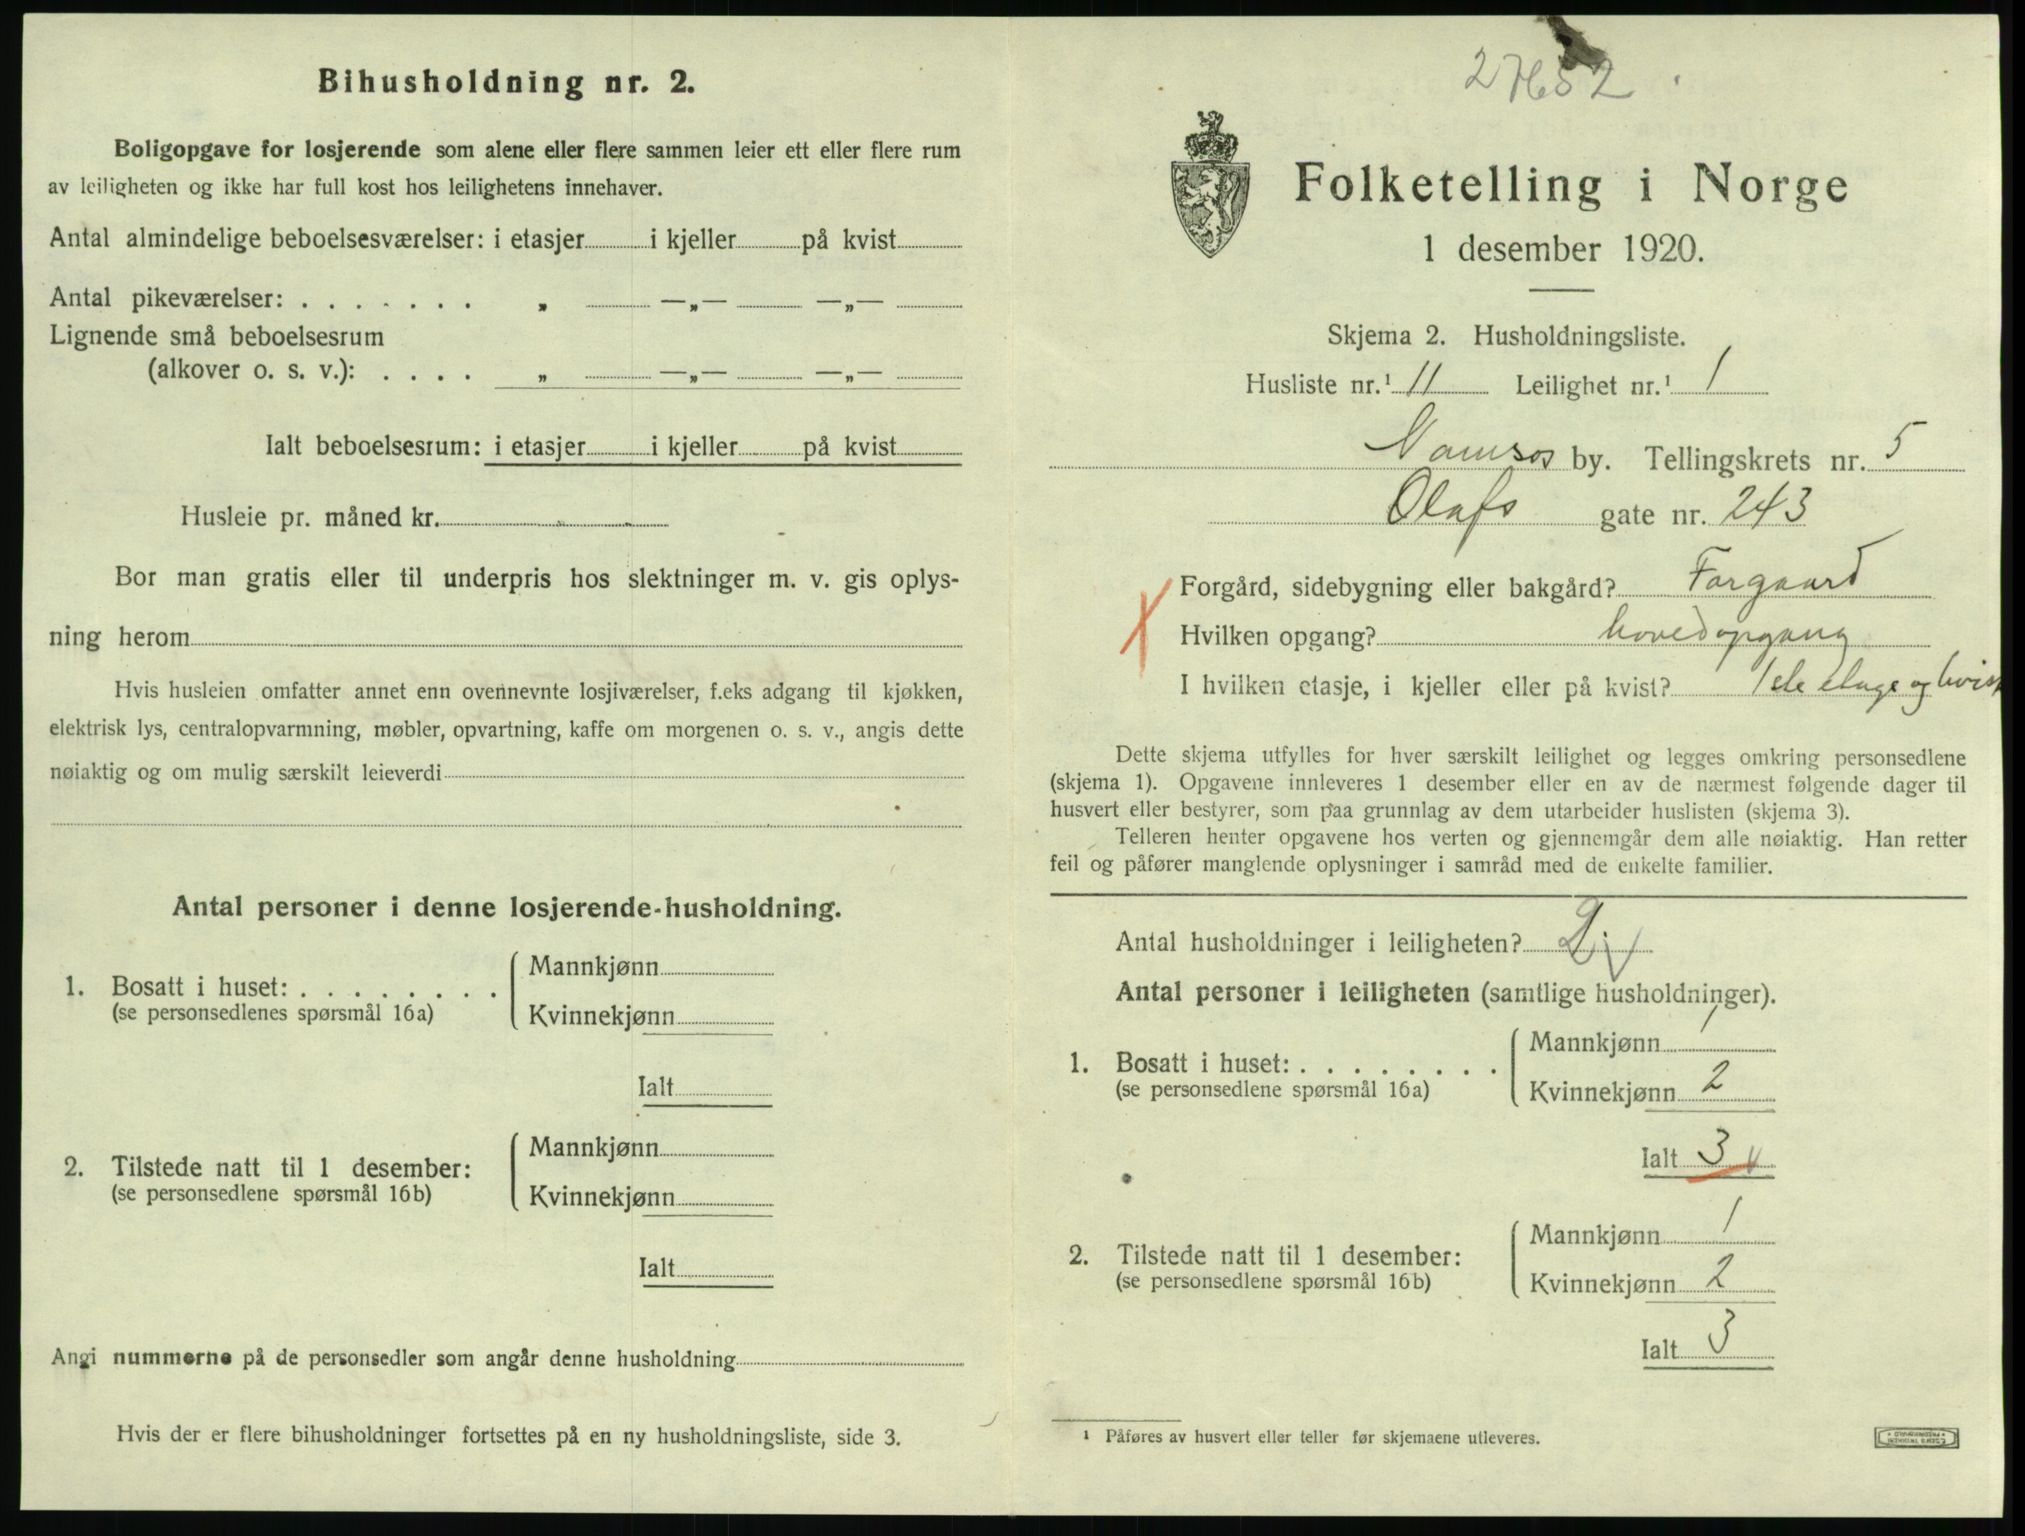 Bihusholdning nr. 2.
Boligopgave for losjerende som alene eller flere sammen leier ett eller flere rum
av leiligheten og ikke har full kost hos leilighetens innehaver.
Antal almindelige beboelsesværelser: i etasjer i kjeller på kvist
Antal pikeværelser: . . . . . . . „ —„— —„—
Lignende små beboelsesrum
(alkover o. s. v.): . . . . „ —„— —„—
Ialt beboelsesrum: i etasjer i kjeller på kvist
Husleie pr. måned kr.
Bor man gratis eller til underpris hos slektninger m. v. gis oplys-
ning herom
Hvis husleien omfatter annet enn ovennevnte losjiværelser, f.eks adgang til kjøkken,
elektrisk lys, centralopvarmning, møbler, opvartning, kaffe om morgenen o. s. v., angis dette
nøiaktig og om mulig særskilt leieverdi
Antal personer i denne losjerende-husholdning.
1. Bosatt i huset: . . . . . . . .
(se personsedlenes spørsmål 16a)
Mannkjønn
Kvinnekjønn
Ialt
2. Tilstede natt til 1 desember:
(se personsedlene spørsmål 16b)
Mannkjønn
Kvinnekjønn
Ialt
Angi nummerne på de personsedler som angår denne husholdning
Hvis der er flere bihusholdninger fortsettes på en ny husholdningsliste, side 3.
Folketelling i Norge
1 desember 1920.
Skjema 2. Husholdningsliste.
Husliste nr.¹ 11 Leilighet nr.¹ 1
Namsos by. Tellingskrets nr. 5
Olafs gate nr. 243
Forgård, sidebygning eller bakgård? Forgaard
Hvilken opgang? hovedopgang
I hvilken etasje, i kjeller eller på kvist? 1ste etage og kvist
Dette skjema utfylles for hver særskilt leilighet og legges omkring personsedlene
(skjema 1). Opgavene innleveres 1 desember eller en av de nærmest følgende dager til
husvert eller bestyrer, som paa grunnlag av dem utarbeider huslisten (skjema 3).
Telleren henter opgavene hos verten og gjennemgår dem alle nøiaktig. Han retter
feil og påfører manglende oplysninger i samråd med de enkelte familier.
Antal husholdninger i leiligheten?
Antal personer i leiligheten (samtlige husholdninger).
1. Bosatt i huset: . . . . . . . .
(se personsedlene spørsmål 16a)
Mannkjønn 1
Kvinnekjønn 2
Ialt 3
2. Tilstede natt til 1 desember:
(se personsedlene spørsmål 16b)
Mannkjønn 1
Kvinnekjønn 2
Ialt 3
¹ Påføres av husvert eller teller før skjemaene utleveres.